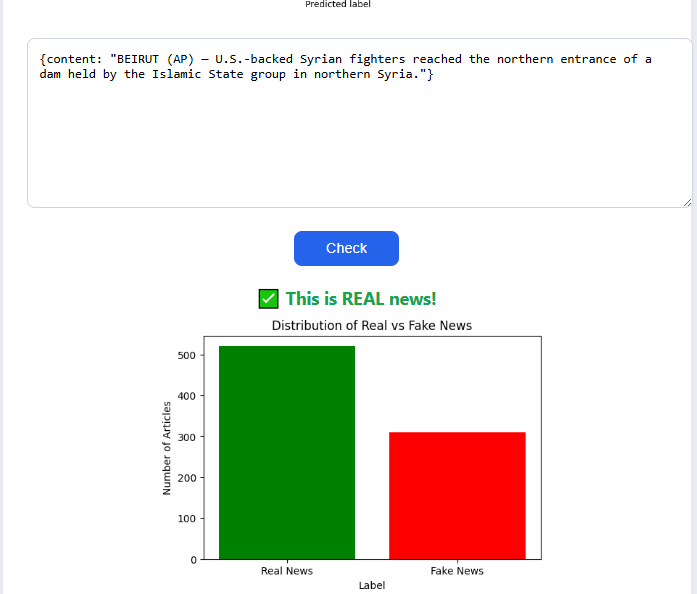 Predicted label
{content: "BEIRUT (AP) — U.S.-backed Syrian fighters reached the northern entrance of a
dam held by the Islamic State group in northern Syria."}
Check
✅ This is REAL news!
Distribution of Real vs Fake News
Number of Articles
500
400
300
200
100
0
Real News
Fake News
Label